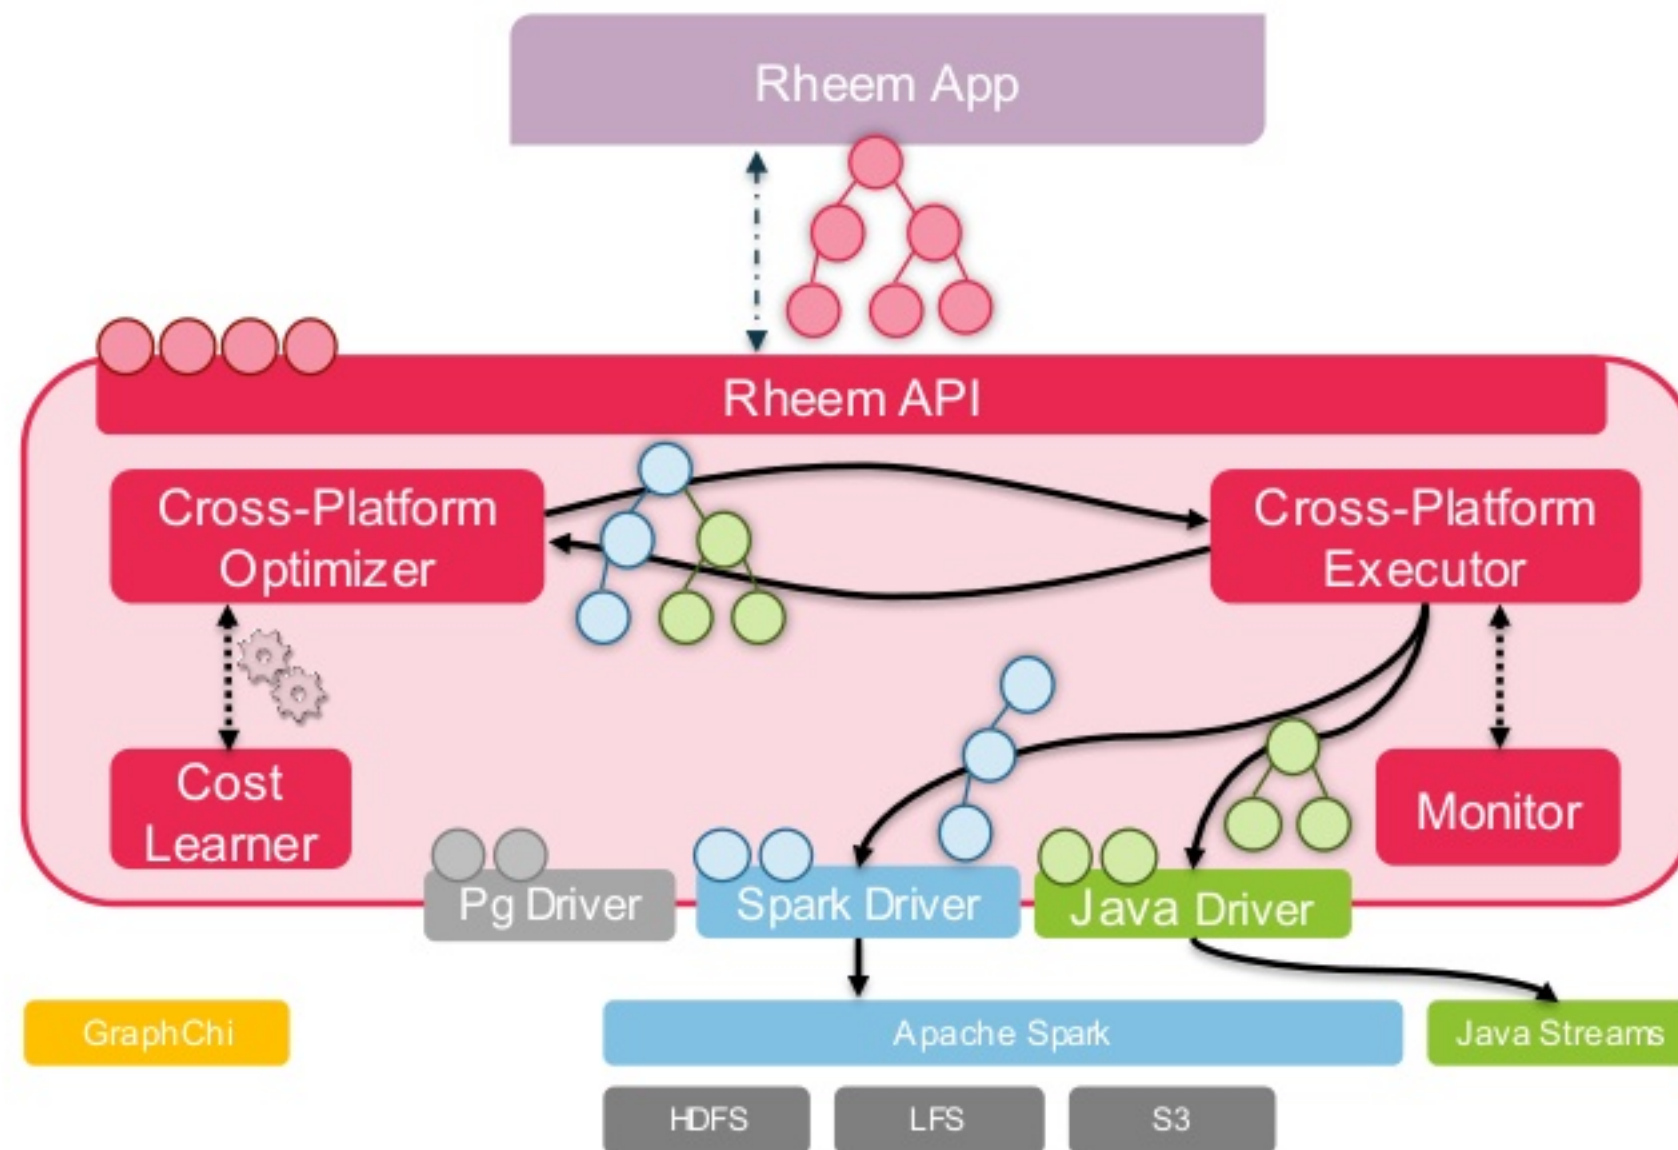 Rheem App
Rheem API
Cross-Platform
Optimizer
Cross-Platform
Executor
Cost
Learner
Monitor
Pg Driver
Spark Driver
Java Driver
GraphChi
Apache Spark
Java Streams
HDFS
LFS
S3